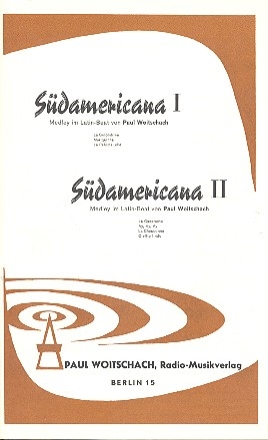 Südamericana I
Medley im Latin-Beat von Paul Woitschach
Südamericana II
Medley im Latin-Beat von Paul Woitschach
PAUL WOITSCHACH, Radio-Musikverlag
BERLIN 15